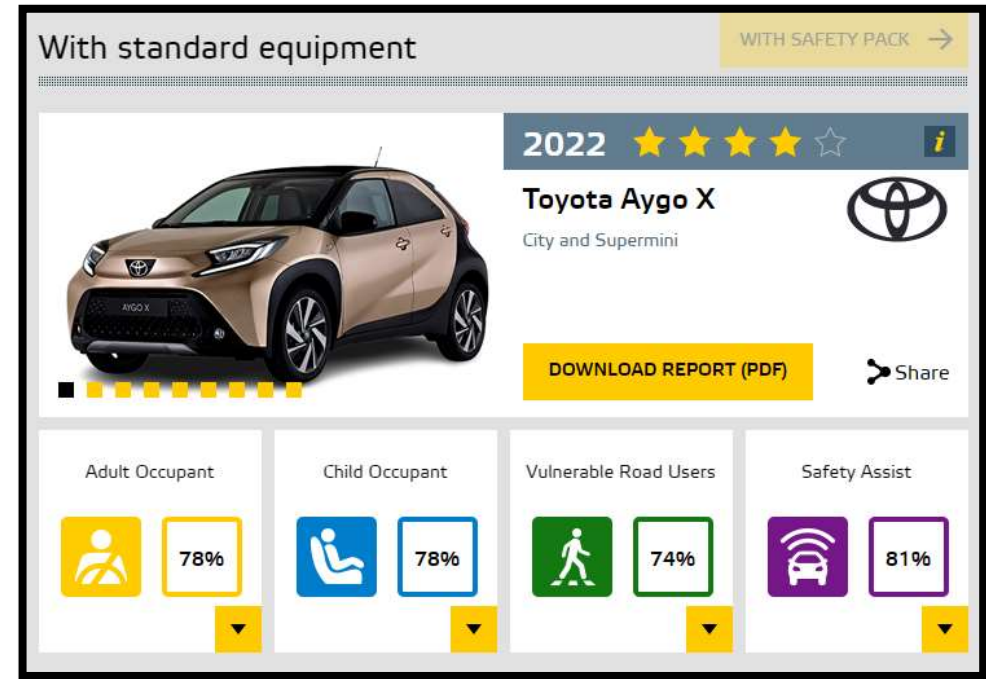 With standard equipment
WITH SAFETY PACK
2022
i
Toyota Aygo X
City and Supermini
AYGO X
DOWNLOAD REPORT (PDF)
Share
Adult Occupant
Child Occupant
Vulnerable Road Users
Safety Assist
78%
78%
74%
81%